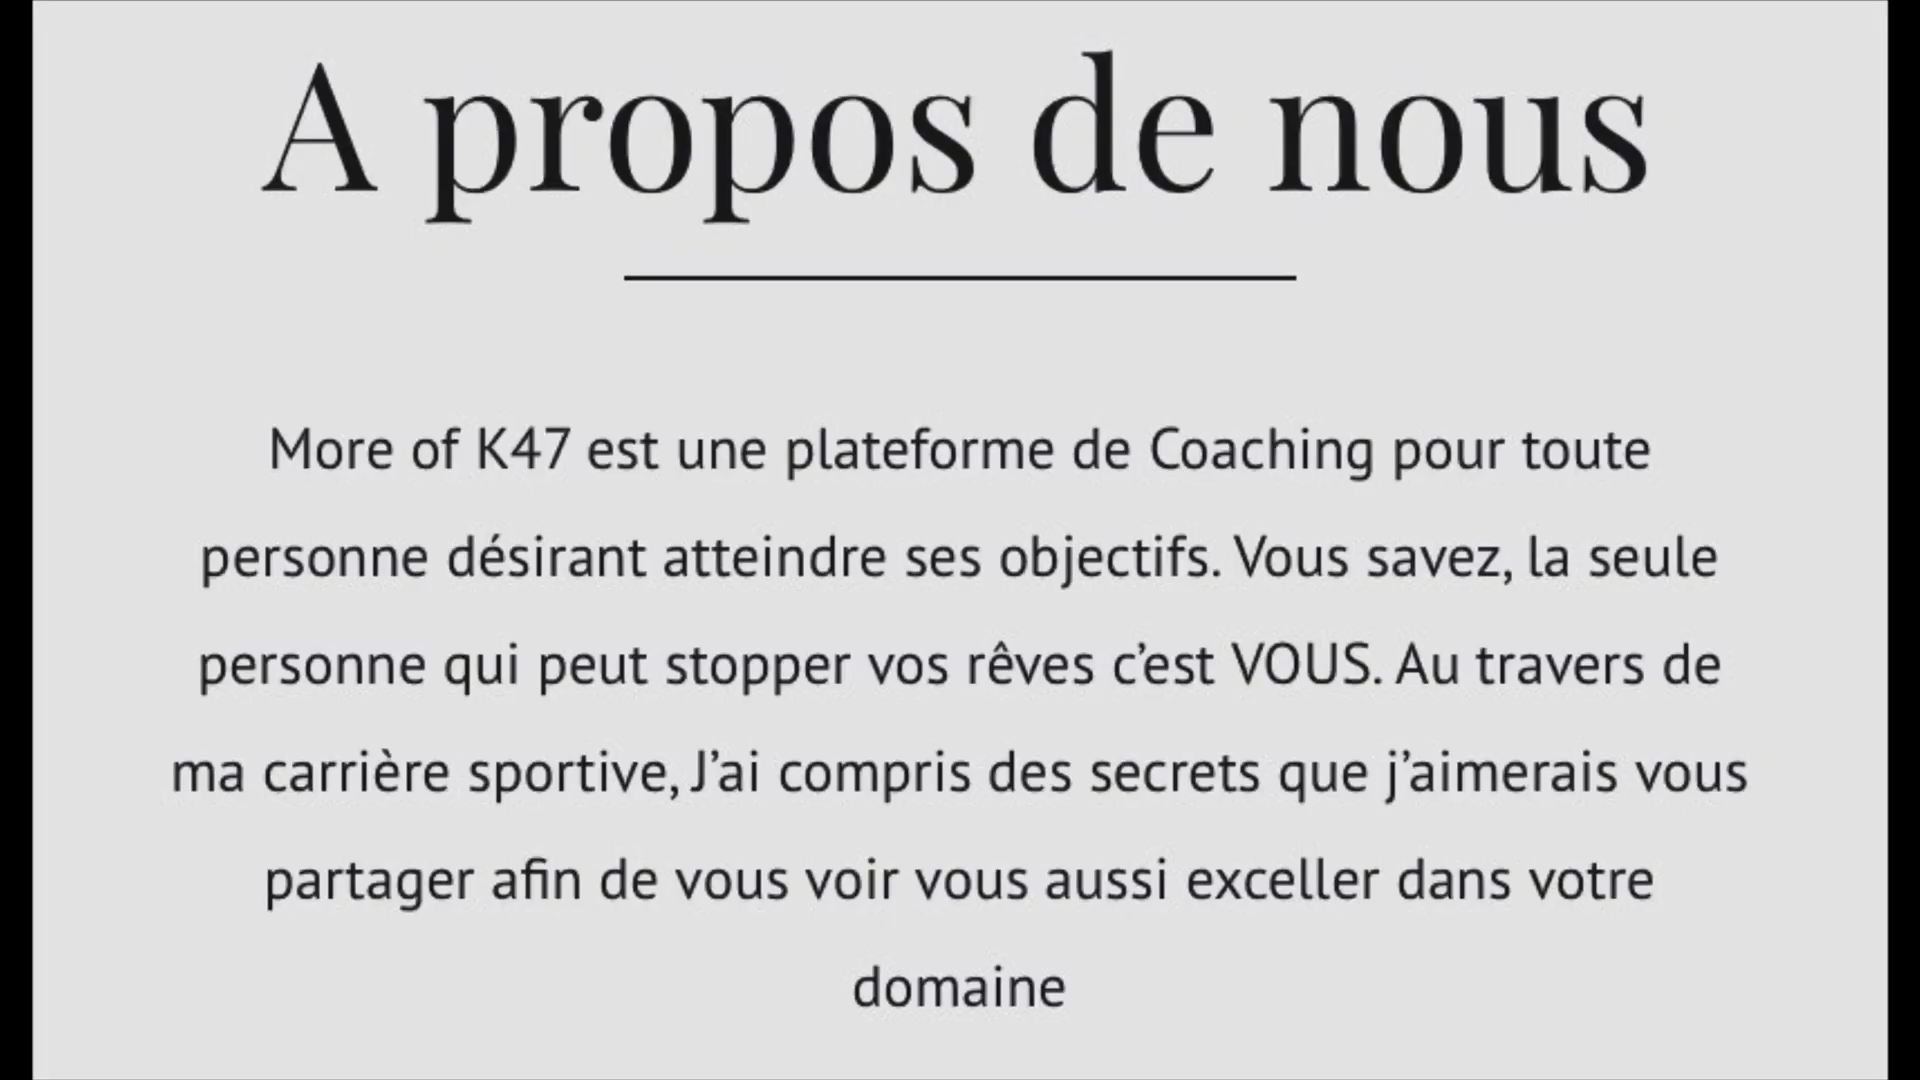 A propos de nous
More of K47 est une plateforme de Coaching pour toute
personne désirant atteindre ses objectifs. Vous savez, la seule
personne qui peut stopper vos rêves c’est VOUS. Au travers de
ma carrière sportive, J’ai compris des secrets que j’aimerais vous
partager afin de vous voir vous aussi exceller dans votre
domaine